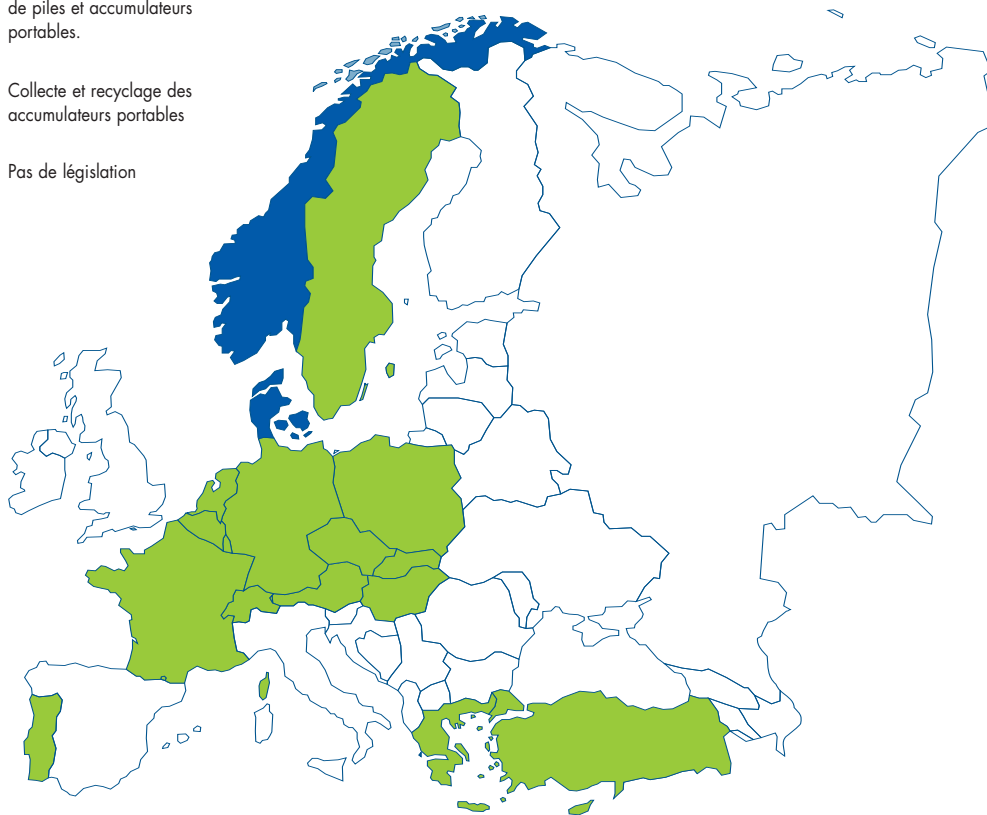 de piles et accumulateurs
portables.
Collecte et recyclage des
accumulateurs portables
Pas de législation